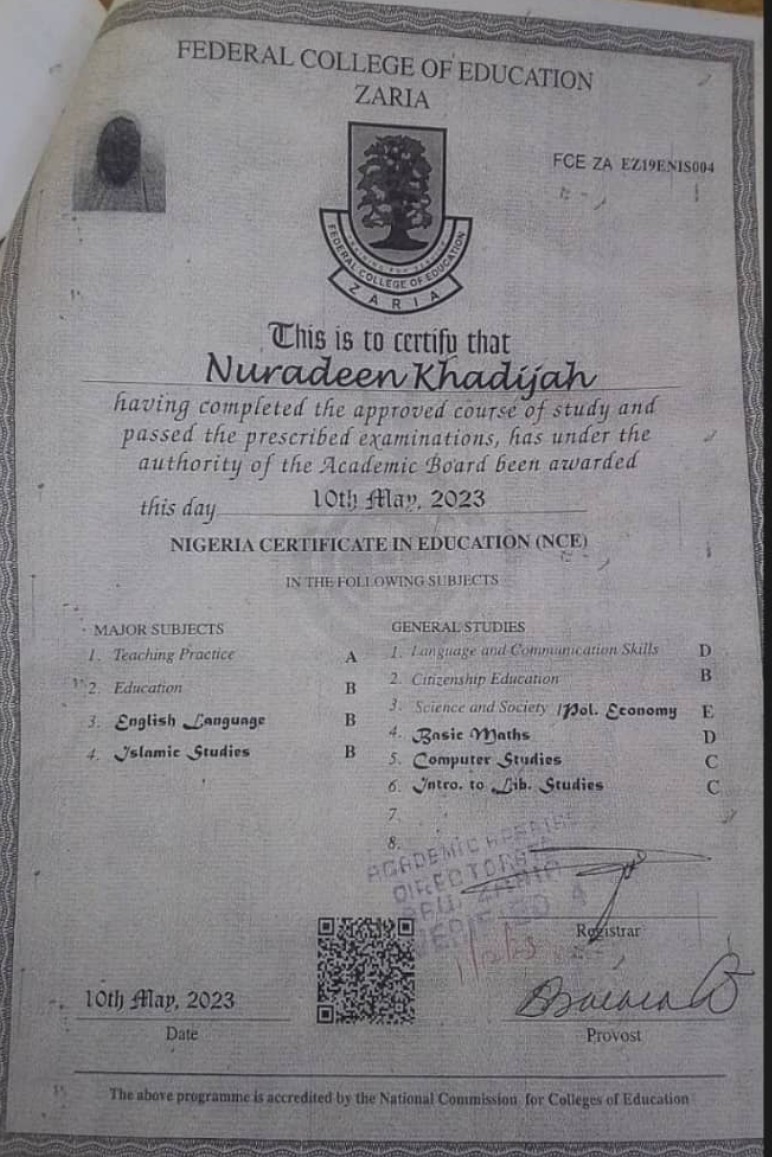 FEDERAL COLLEGE OF EDUCATION
ZARIA
FCE ZA EZ19ENIS004
FEDERAL COLLEGE OF EDUCATION
ZARIA
This is to certify that
Nuradeen Khadijah
having completed the approved course of study and
passed the prescribed examinations, has under the
authority of the Academic Board been awarded
this day 10th May, 2023
NIGERIA CERTIFICATE IN EDUCATION (NCE)
IN THE FOLLOWING SUBJECTS
MAJOR SUBJECTS
1. Teaching Practice A
2. Education B
3. English Language B
4. Islamic Studies B
GENERAL STUDIES
1. Language and Communication Skills D
2. Citizenship Education B
3. Science and Society /Pol. Economy E
4. Basic Maths D
5. Computer Studies C
6. Intro. to Lib. Studies C
7.
8.
ACADEMIC AFFAIRS
DIRECTORATE
ZARIA
VERIFIED 4
Registrar
10th May, 2023
Date
Provost
The above programme is accredited by the National Commission for Colleges of Education